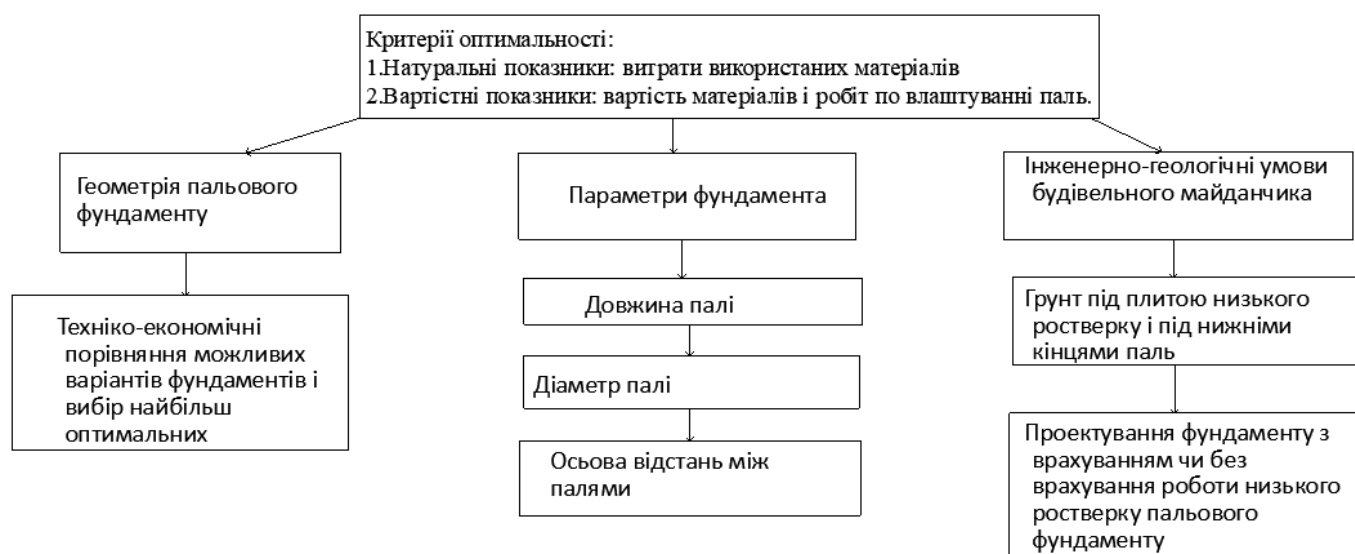 Критерії оптимальності:
1.Натуральні показники: витрати використаних матеріалів
2.Вартістні показники: вартість матеріалів і робіт по влаштуванні паль.
Геометрія пальового
фундаменту
Техніко-економічні
порівняння можливих
варіантів фундаментів і
вибір найбільш
оптимальних
Параметри фундамента
Довжина палі
Діаметр палі
Осьова відстань між
палями
Інженерно-геологічні умови
будівельного майданчика
Грунт під плитою низького
ростверку і під нижніми
кінцями паль
Проектування фундаменту з
врахуванням чи без
врахування роботи низького
ростверку пальового
фундаменту